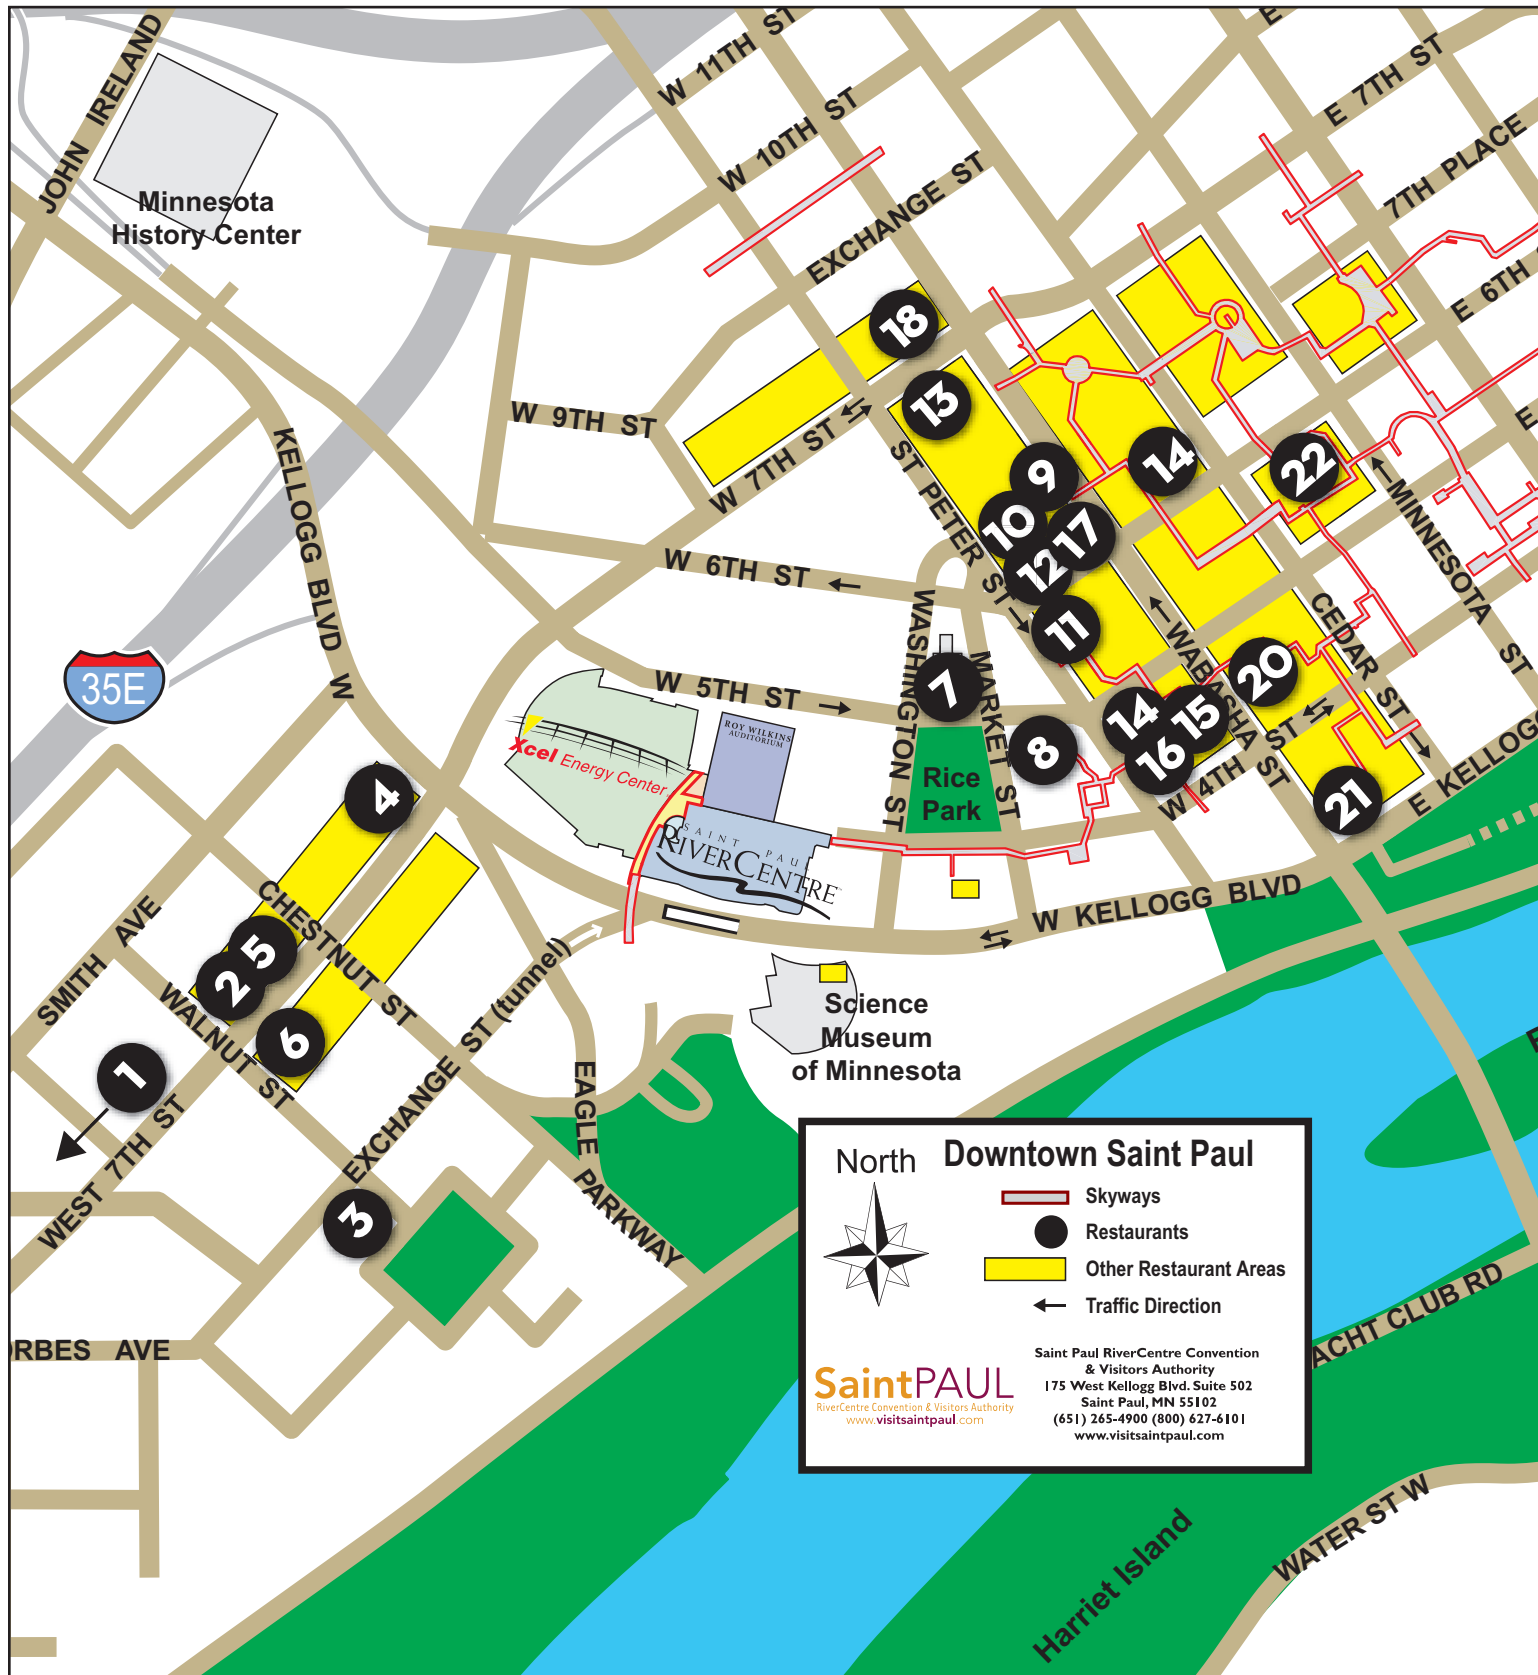 JOHN IRELAND
Minnesota
History Center
W 11TH ST
W 10TH ST
EXCHANGE ST
E 7TH ST
7TH PLACE
E 6TH
E
E
E
W 9TH ST
W 7TH ST
18
13
9
10
12
17
11
14
22
ST PETER ST
MINNESOTA ST
KELLOGG BLVD W
35E
W 6TH ST
W 5TH ST
WASHINGTON ST
MARKET ST
WABASHA ST
CEDAR ST
7
8
14
15
16
20
21
W 4TH ST
E KELLOGG
Rice
Park
Xcel Energy Center
ROY WILKINS
AUDITORIUM
SAINT PAUL
RIVERCENTRE
W KELLOGG BLVD
Science
Museum
of Minnesota
4
5
2
6
1
3
SMITH AVE
CHESTNUT ST
WALNUT ST
EXCHANGE ST (tunnel)
WEST 7TH ST
EAGLE PARKWAY
ORBES AVE
North
Downtown Saint Paul
Skyways
Restaurants
Other Restaurant Areas
Traffic Direction
SaintPAUL
RiverCentre Convention & Visitors Authority
www.visitsaintpaul.com
Saint Paul RiverCentre Convention
& Visitors Authority
175 West Kellogg Blvd. Suite 502
Saint Paul, MN 55102
(651) 265-4900 (800) 627-6101
www.visitsaintpaul.com
ACHT CLUB RD
WATER ST W
Harriet Island